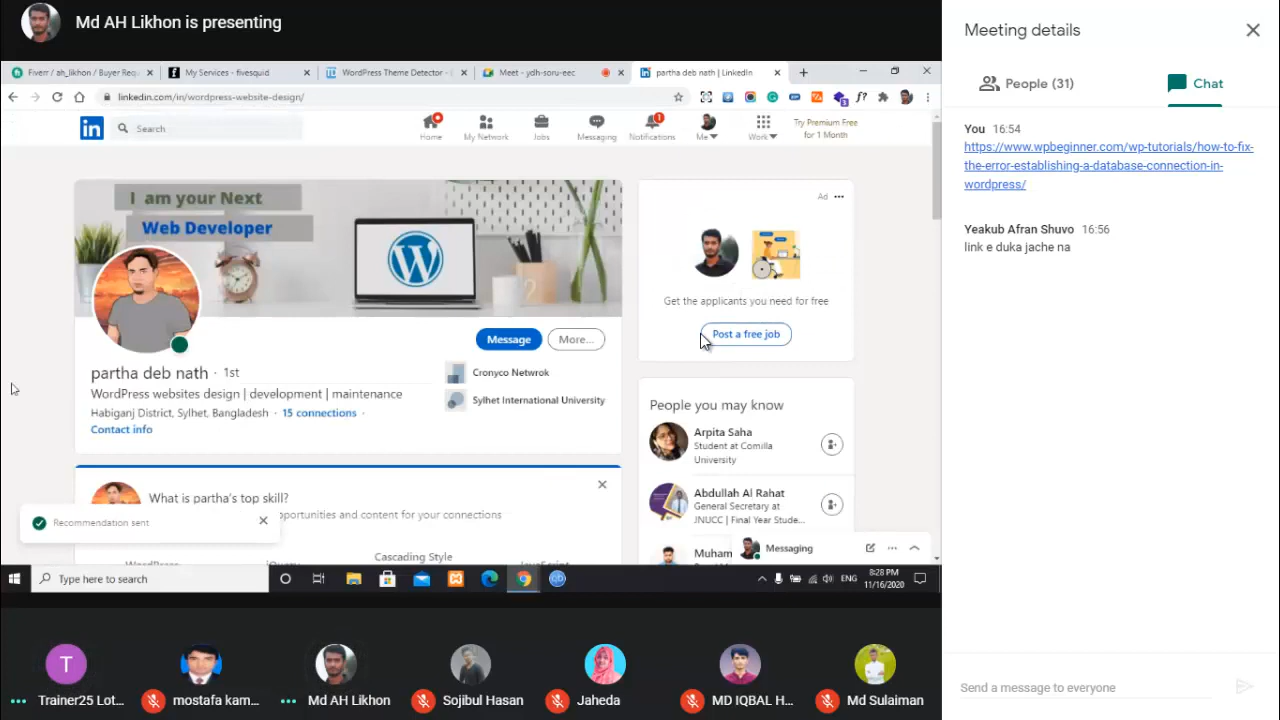 Md AH Likhon is presenting
Fiverr / ah_likhon / Buyer Req
My Services - fivesquid
WordPress Theme Detector -
Meet - ydh-soru-eec
partha deb nath | LinkedIn
linkedin.com/in/wordpress-website-design/
Search
Home
My Network
Jobs
Messaging
Notifications
Me
Work
Try Premium Free
for 1 Month
I am your Next
Web Developer
Message
More...
partha deb nath · 1st
WordPress websites design | development | maintenance
Habiganj District, Sylhet, Bangladesh · 15 connections ·
Contact info
Cronyco Netwrok
Sylhet International University
What is partha's top skill?
opportunities and content for your connections
Cascading Style
Recommendation sent
Ad
Get the applicants you need for free
Post a free job
People you may know
Arpita Saha
Student at Comilla
University
Abdullah Al Rahat
General Secretary at
JNUCC | Final Year Stude...
Muham
Messaging
Type here to search
ENG
8:28 PM
11/16/2020
T
Trainer25 Lot...
mostafa kam...
Md AH Likhon
Sojibul Hasan
Jaheda
MD IQBAL H...
Md Sulaiman
Meeting details
People (31)
Chat
You 16:54
https://www.wpbeginner.com/wp-tutorials/how-to-fix-
the-error-establishing-a-database-connection-in-
wordpress/
Yeakub Afran Shuvo 16:56
link e duka jache na
Send a message to everyone